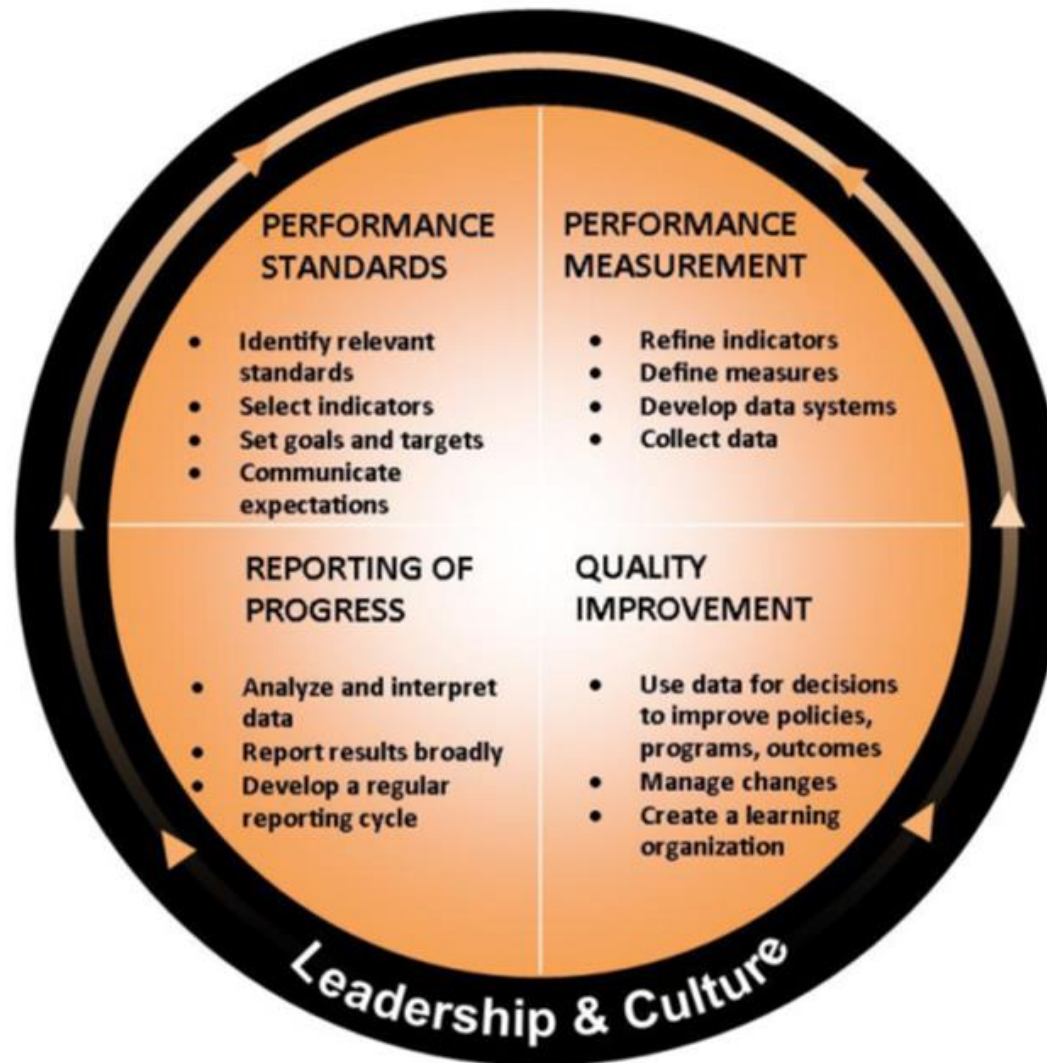 PERFORMANCE
STANDARDS
• Identify relevant
standards
• Select indicators
• Set goals and targets
• Communicate
expectations
PERFORMANCE
MEASUREMENT
• Refine indicators
• Define measures
• Develop data systems
• Collect data
REPORTING OF
PROGRESS
• Analyze and interpret
data
• Report results broadly
• Develop a regular
reporting cycle
QUALITY
IMPROVEMENT
• Use data for decisions
to improve policies,
programs, outcomes
• Manage changes
• Create a learning
organization
Leadership & Culture